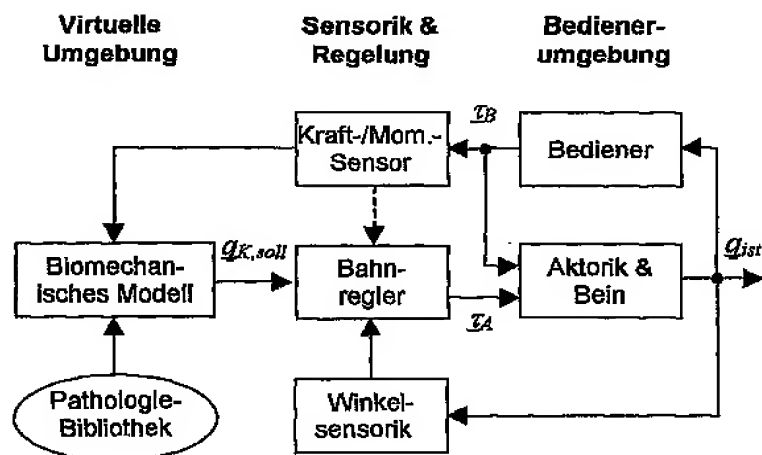 Virtuelle
Umgebung
Sensorik &
Regelung
Bediener-
umgebung
Kraft-/Mom.-
Sensor
τB
Bediener
Biomechan-
isches Modell
qK,soll
Bahn-
regler
τA
Aktorik &
Bein
qist
Pathologie-
Bibliothek
Winkel-
sensorik